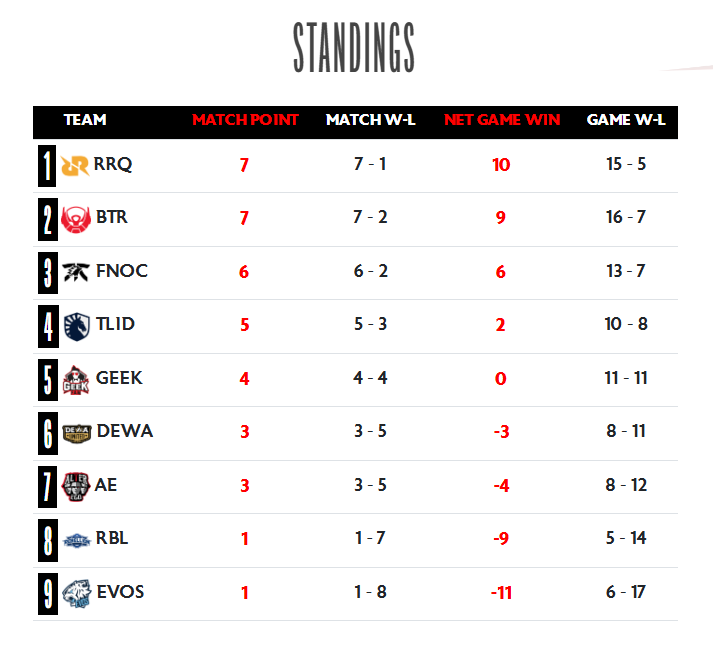 STANDINGS
TEAM MATCH POINT MATCH W-L NET GAME WIN GAME W-L
1 RRQ 7 7 - 1 10 15 - 5
2 BTR 7 7 - 2 9 16 - 7
3 FNOC 6 6 - 2 6 13 - 7
4 TLID 5 5 - 3 2 10 - 8
5 GEEK 4 4 - 4 0 11 - 11
6 DEWA 3 3 - 5 -3 8 - 11
7 AE 3 3 - 5 -4 8 - 12
8 RBL 1 1 - 7 -9 5 - 14
9 EVOS 1 1 - 8 -11 6 - 17